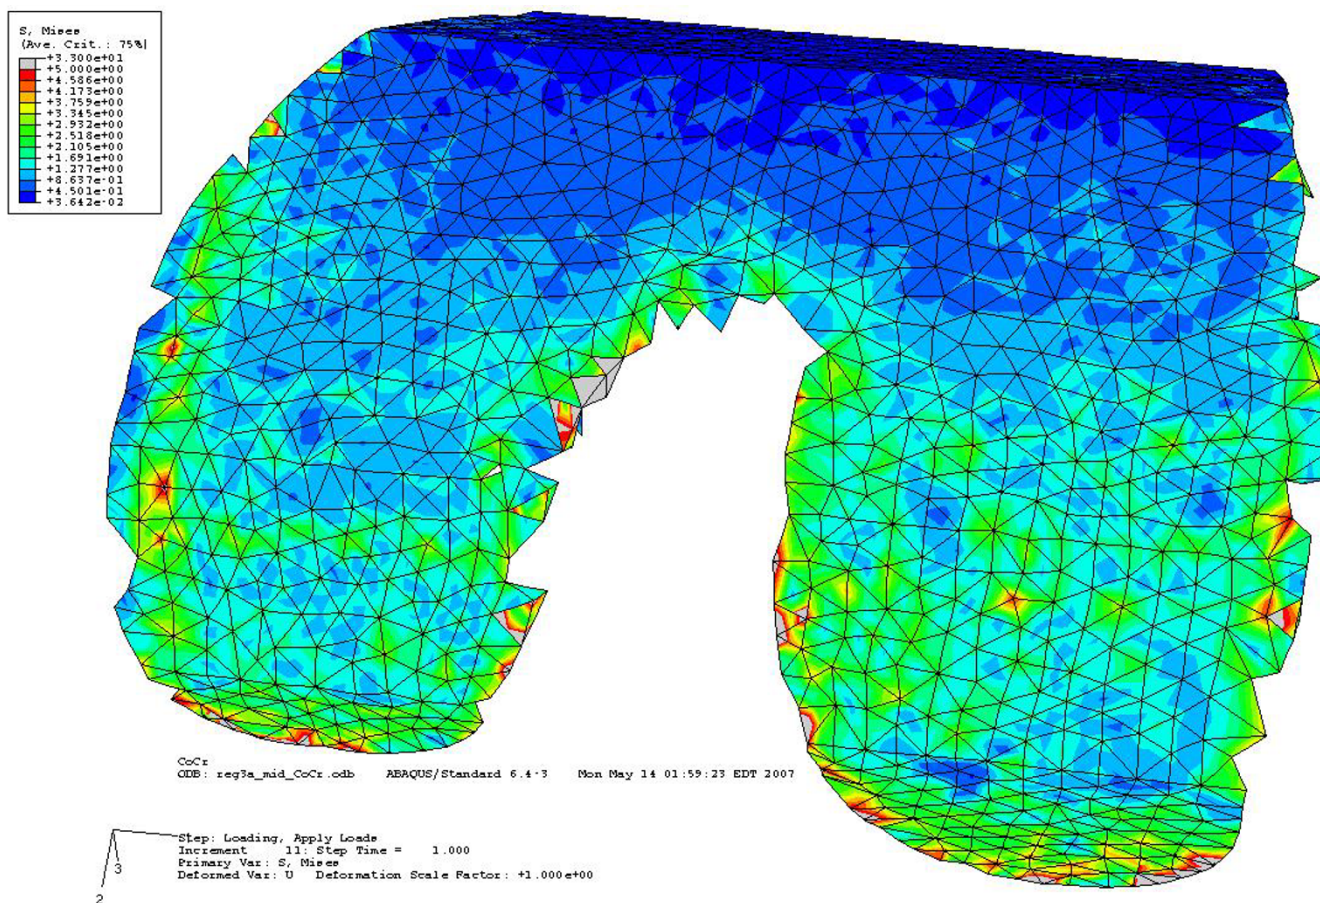 S, Mises
(Ave. Crit.: 75%)
+3.300e+01
+5.000e+00
+4.586e+00
+4.173e+00
+3.759e+00
+3.345e+00
+2.932e+00
+2.518e+00
+2.105e+00
+1.691e+00
+1.277e+00
+8.637e-01
+4.501e-01
+3.642e-02
CoCr
ODB: reg3a_mid_CoCr.odb ABAQUS/Standard 6.4-3 Mon May 14 01:59:23 EDT 2007
Step: Loading, Apply Loads
Increment 11: Step Time = 1.000
Primary Var: S, Mises
Deformed Var: U Deformation Scale Factor: +1.000e+00
3
2